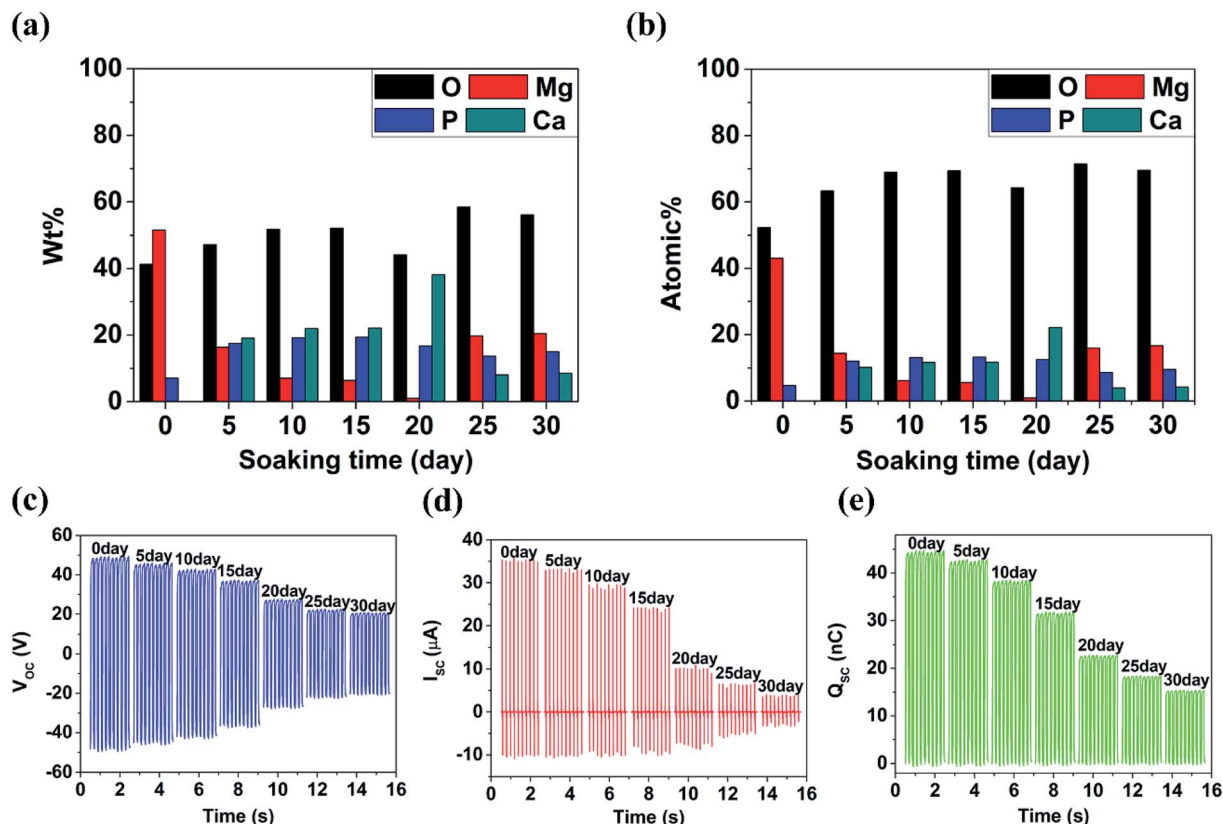 (a)
100
80
60
40
20
0
Wt%
O Mg
P Ca
0 5 10 15 20 25 30
Soaking time (day)
(b)
100
80
60
40
20
0
Atomic%
O Mg
P Ca
0 5 10 15 20 25 30
Soaking time (day)
(c)
60
40
20
0
-20
-40
-60
V_OC (V)
0day 5day 10day 15day 20day 25day 30day
0 2 4 6 8 10 12 14 16
Time (s)
(d)
40
30
20
10
0
-10
I_SC (μA)
0day 5day 10day 15day 20day 25day 30day
0 2 4 6 8 10 12 14 16
Time (s)
(e)
40
30
20
10
0
Q_SC (nC)
0day 5day 10day 15day 20day 25day 30day
0 2 4 6 8 10 12 14 16
Time (s)